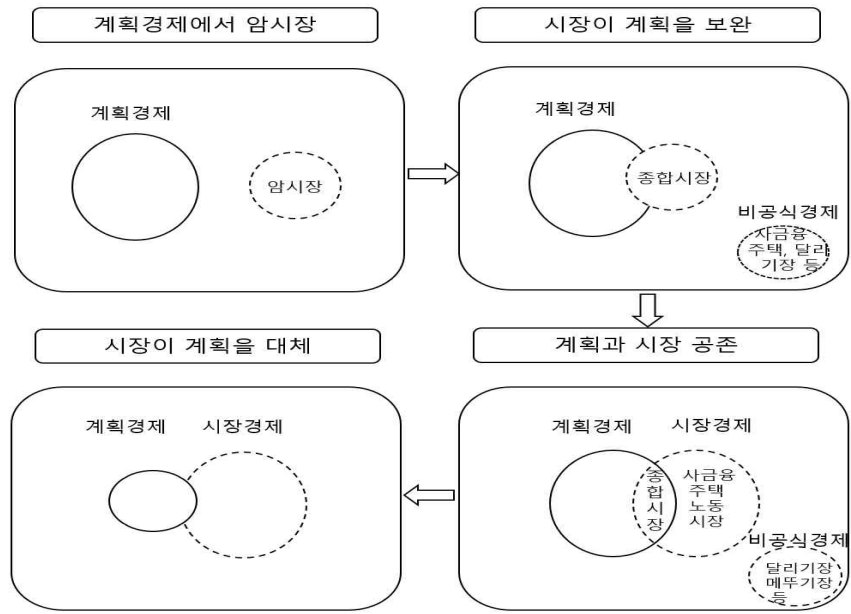 계획경제에서 암시장
계획경제
암시장
시장이 계획을 보완
계획경제
종합시장
비공식경제
사금융
주택, 달리
기장 등
계획과 시장 공존
계획경제
시장경제
종
합
시
장
사금융
주택
노동
시장
비공식경제
달리기장
메뚜기장
등
시장이 계획을 대체
계획경제
시장경제